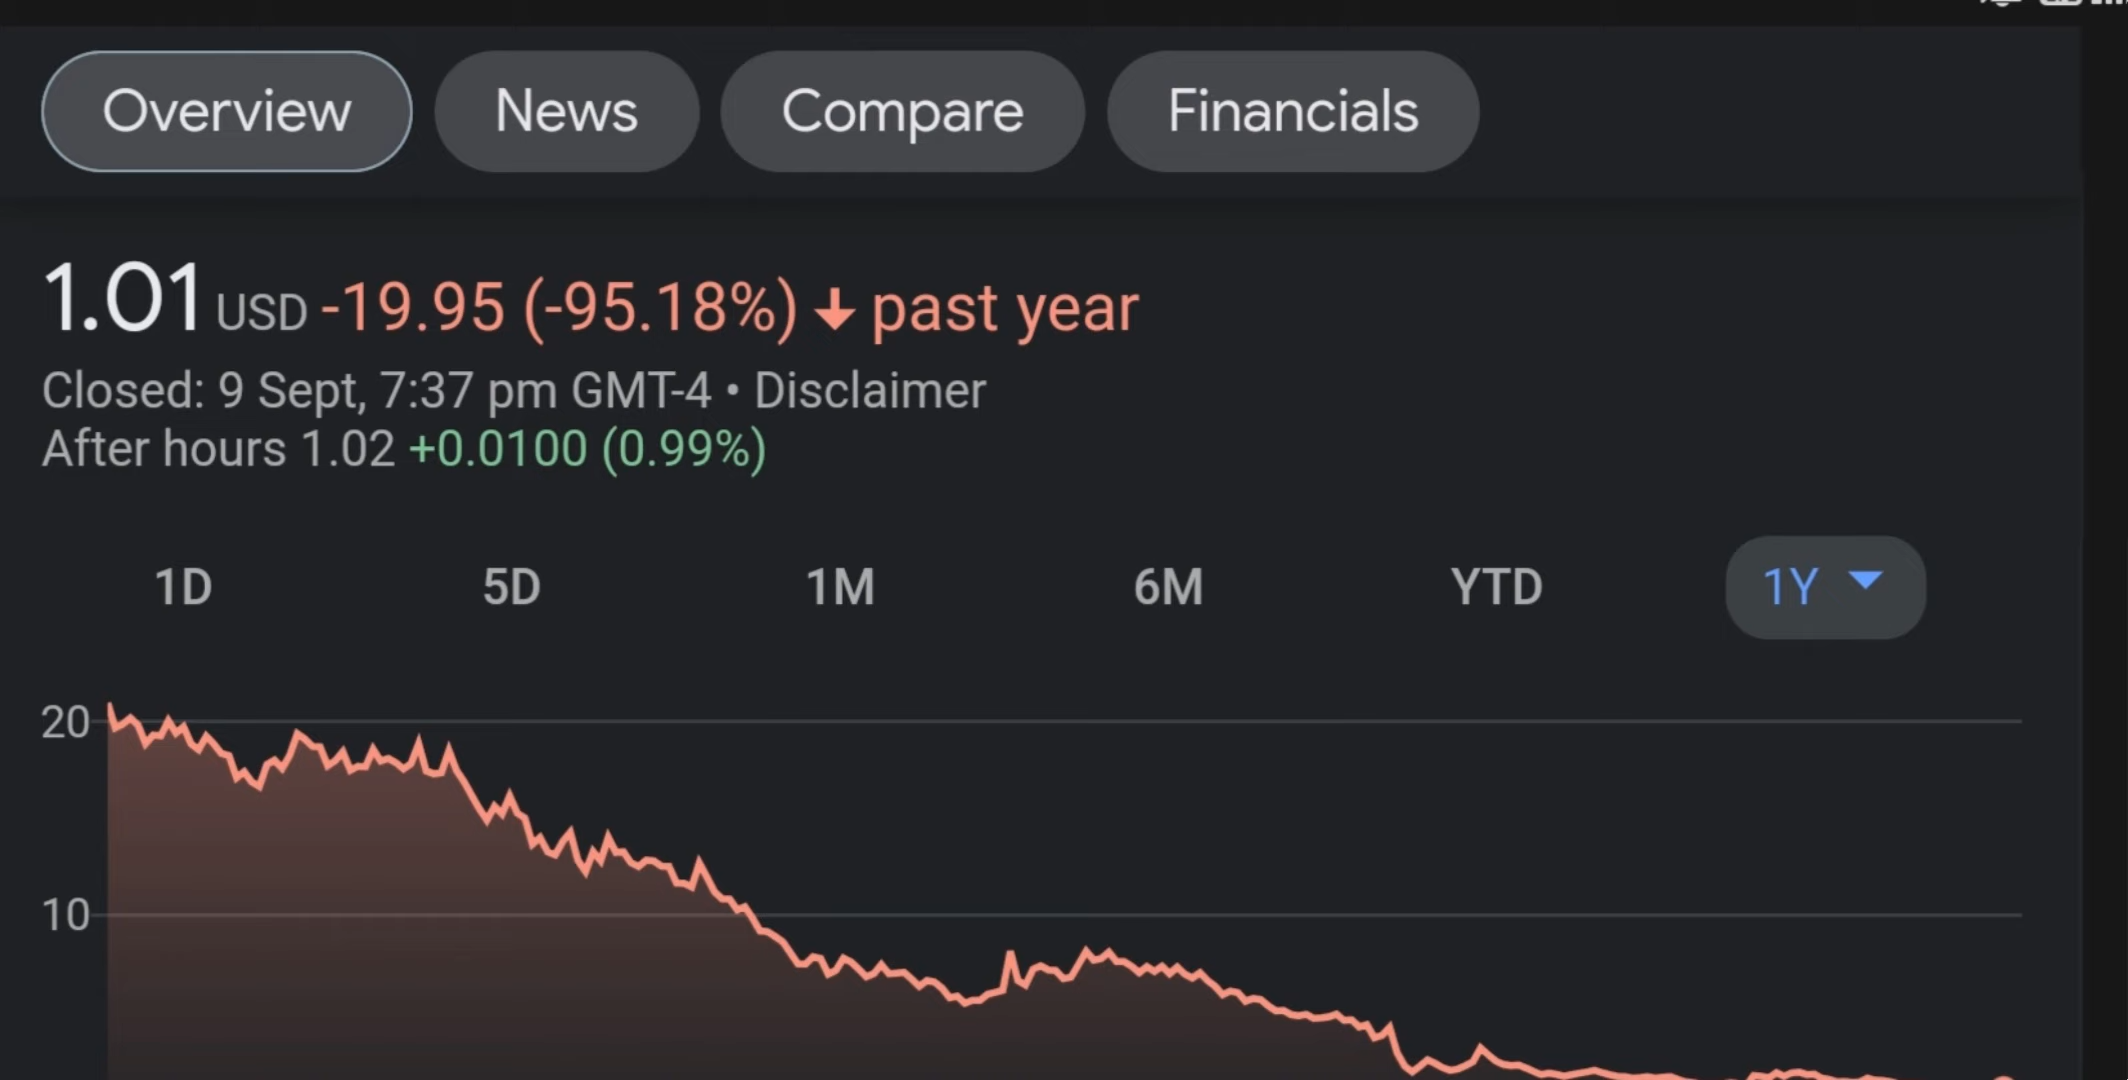 Overview News Compare Financials
1.01 USD -19.95 (-95.18%) ↓ past year
Closed: 9 Sept, 7:37 pm GMT-4 • Disclaimer
After hours 1.02 +0.0100 (0.99%)
1D 5D 1M 6M YTD 1Y
20
10